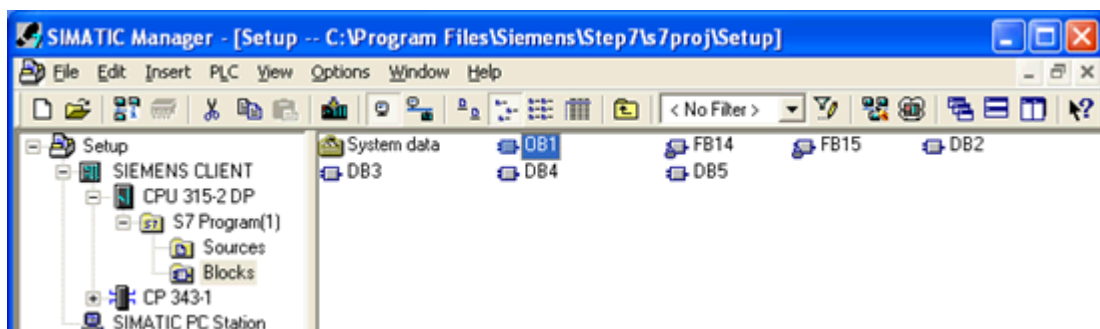 SIMATIC Manager - [Setup -- C:\Program Files\Siemens\Step7\s7proj\Setup]
File Edit Insert PLC View Options Window Help
< No Filter >
Setup
SIEMENS CLIENT
CPU 315-2 DP
S7 Program(1)
Sources
Blocks
CP 343-1
SIMATIC PC Station
System data OB1 FB14 FB15 DB2
DB3 DB4 DB5